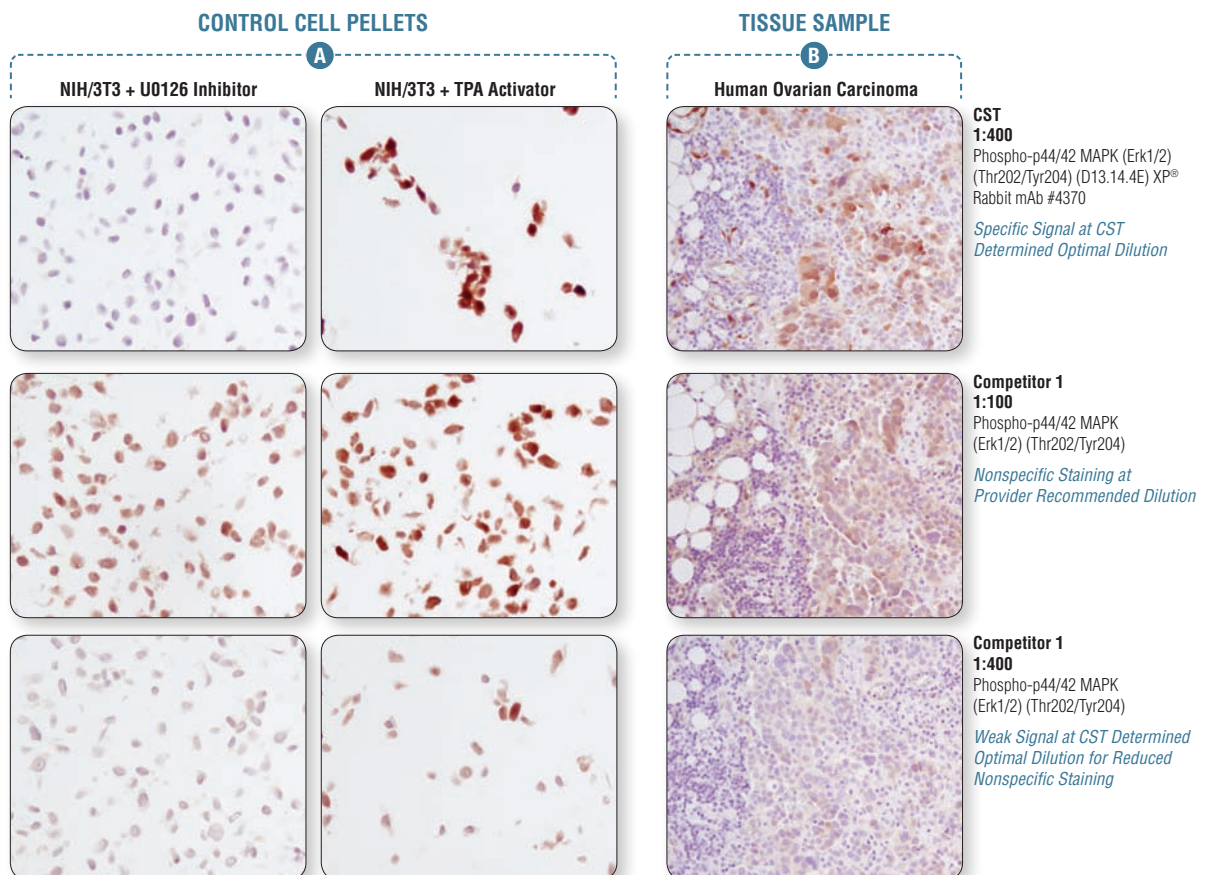 CONTROL CELL PELLETS
TISSUE SAMPLE
A
B
NIH/3T3 + U0126 Inhibitor
NIH/3T3 + TPA Activator
Human Ovarian Carcinoma
CST
1:400
Phospho-p44/42 MAPK (Erk1/2)
(Thr202/Tyr204) (D13.14.4E) XP®
Rabbit mAb #4370
Specific Signal at CST
Determined Optimal Dilution
Competitor 1
1:100
Phospho-p44/42 MAPK
(Erk1/2) (Thr202/Tyr204)
Nonspecific Staining at
Provider Recommended Dilution
Competitor 1
1:400
Phospho-p44/42 MAPK
(Erk1/2) (Thr202/Tyr204)
Weak Signal at CST Determined
Optimal Dilution for Reduced
Nonspecific Staining